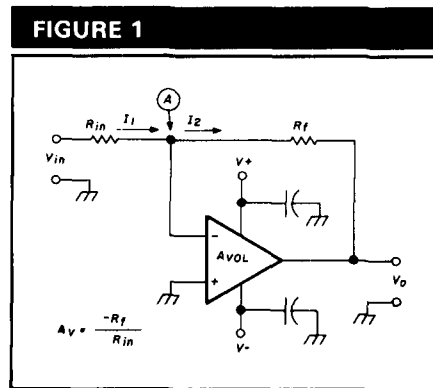 FIGURE 1
A
Rin
I1
I2
Rf
Vin
V+
-
AVOL
+
VO
V-
AV = -Rf
Rin